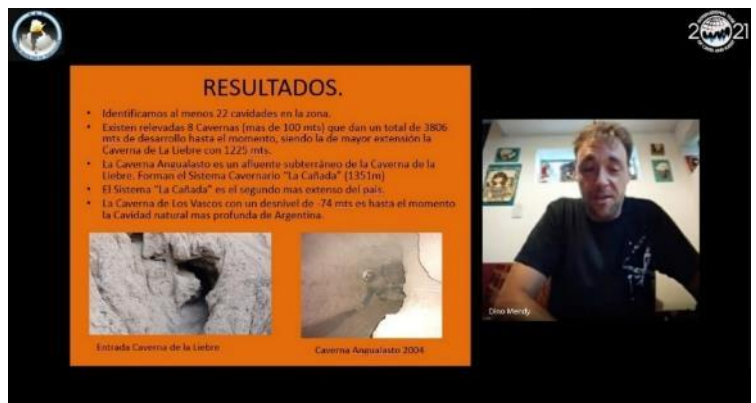 2021
RESULTADOS.
• Identificamos al menos 22 cavidades en la zona.
• Existen relevadas 8 Cavernas (mas de 100 mts) que dan un total de 3806
mts de desarrollo hasta el momento, siendo la de mayor extensión la
Caverna de La Liebre con 1225 mts.
• La Caverna Angualasto es un afluente subterráneo de la Caverna de la
Liebre. Forman el Sistema Cavernario "La Cañada" (1351m)
• El Sistema "La Cañada" es el segundo mas extenso del pais.
• La Caverna de Los Vascos con un desnivel de -74 mts es hasta el momento
la Cavidad natural mas profunda de Argentina.
Entrada Caverna de la Liebre
Caverna Angualasto 2004
Dino Mendy